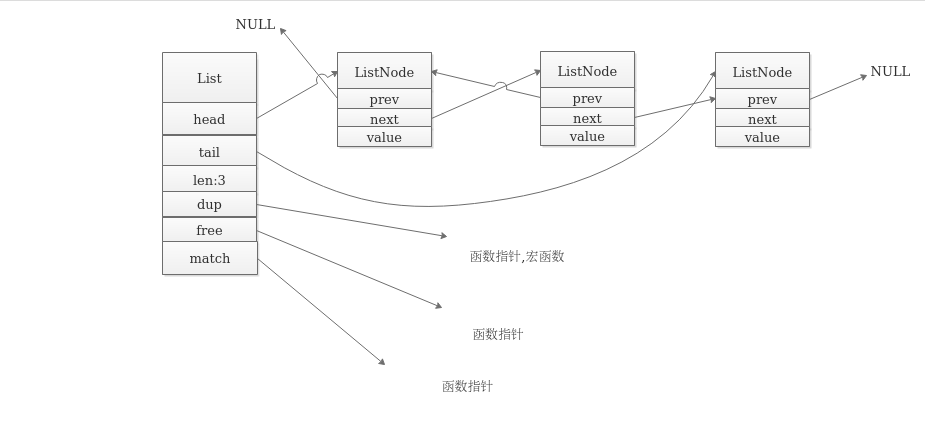 NULL
List
head
tail
len:3
dup
free
match
ListNode
prev
next
value
ListNode
prev
next
value
ListNode
prev
next
value
NULL
函数指针,宏函数
函数指针
函数指针